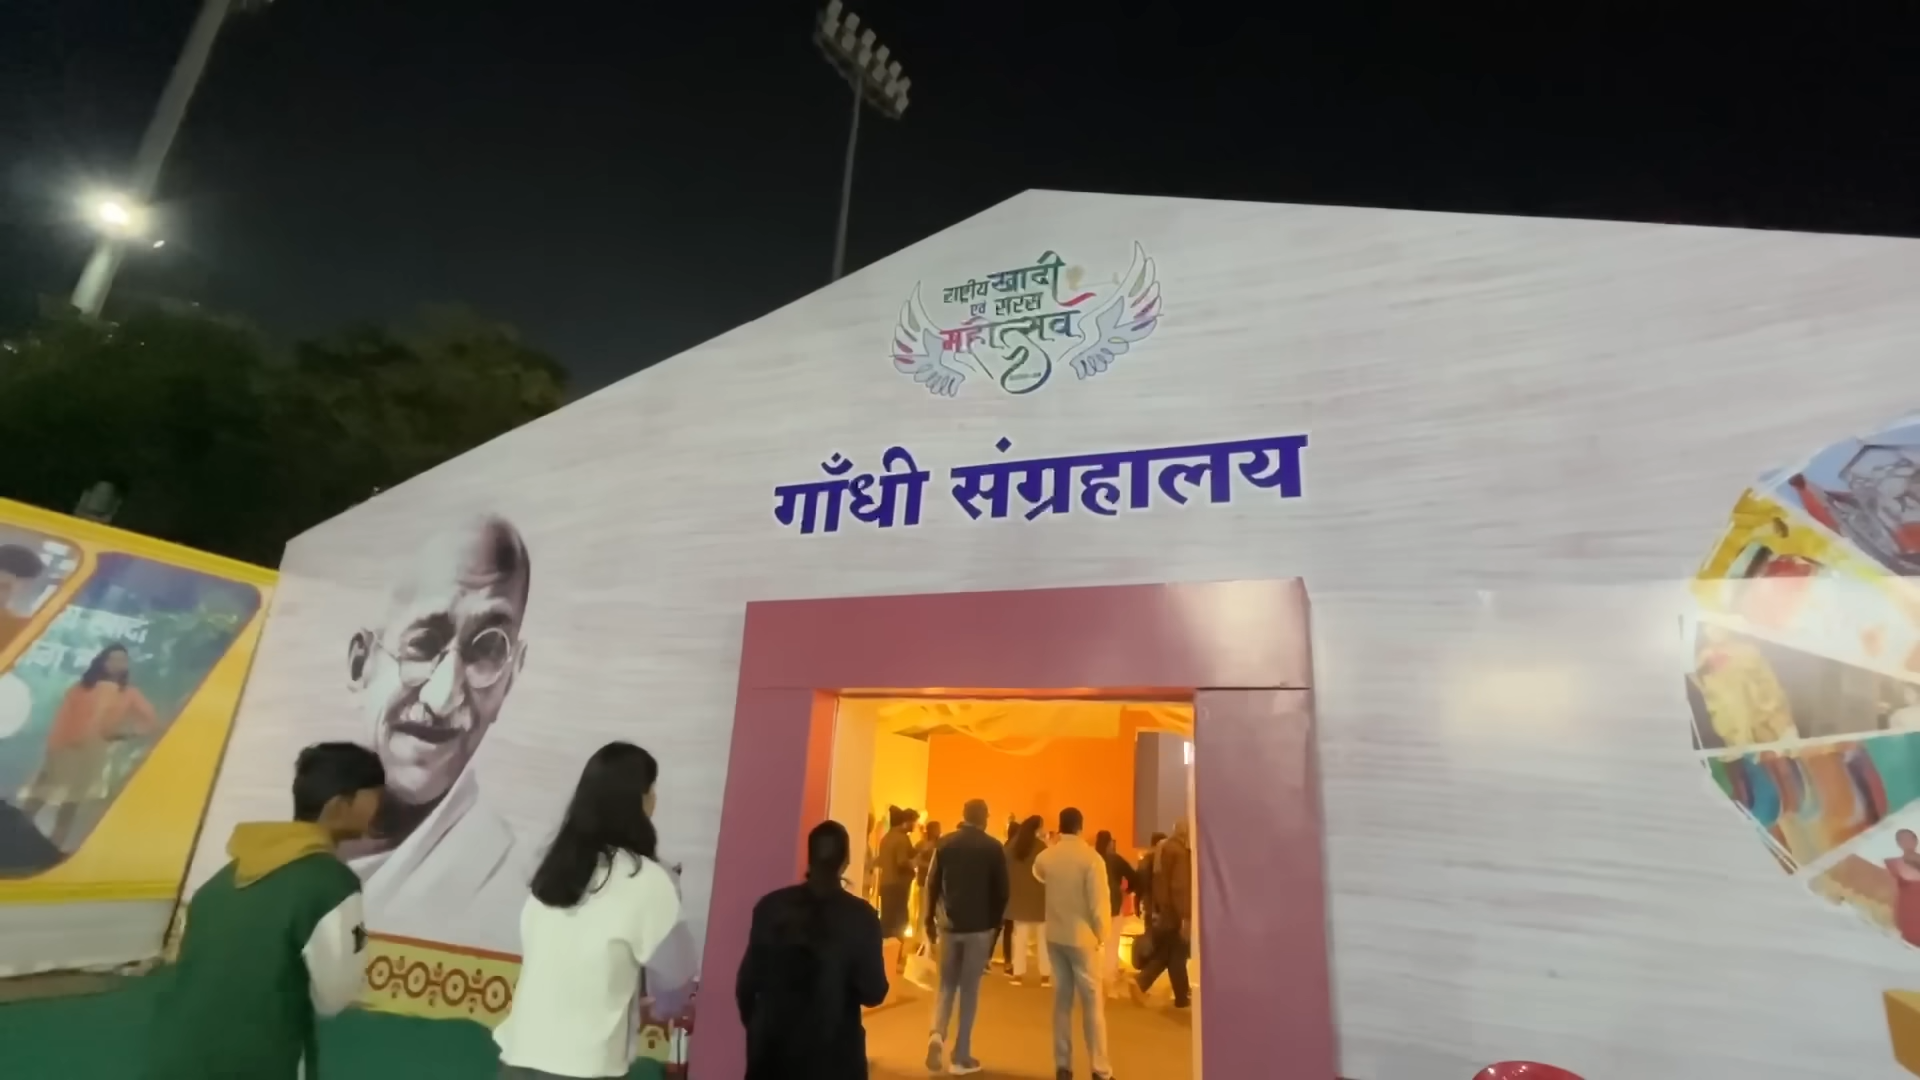 राष्ट्रीय खादी
एवं सरस
महोत्सव
गाँधी संग्रहालय